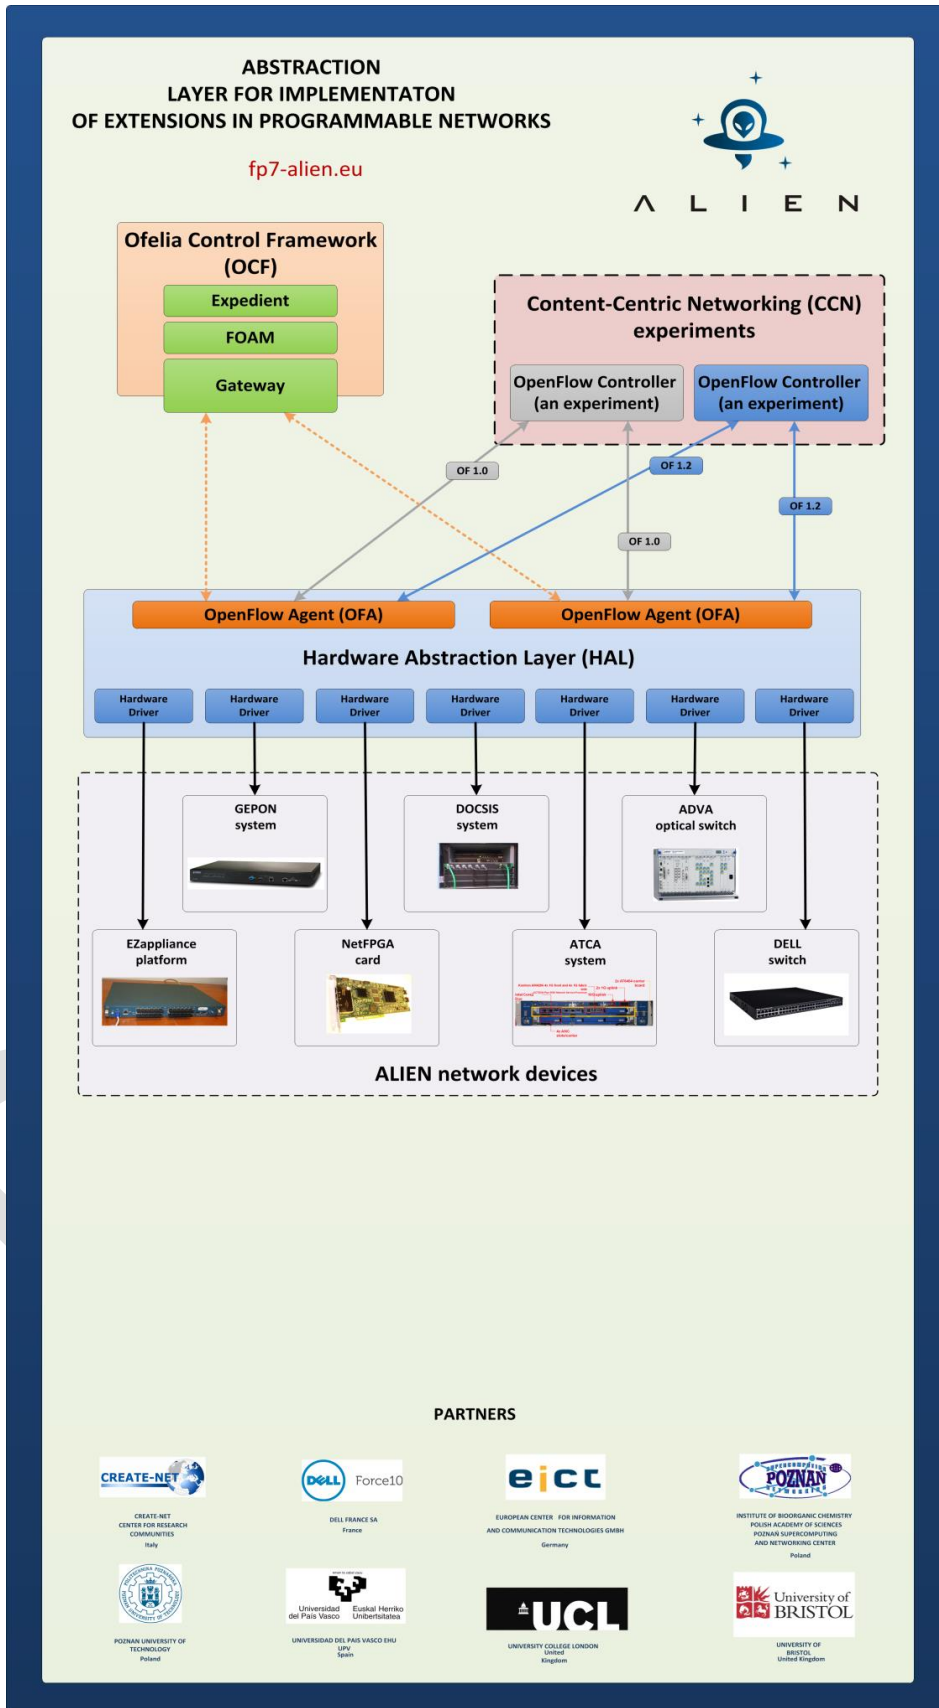 ABSTRACTION
LAYER FOR IMPLEMENTATON
OF EXTENSIONS IN PROGRAMMABLE NETWORKS
fp7-alien.eu
Λ L I E N
Ofelia Control Framework
(OCF)
Expedient
FOAM
Gateway
Content-Centric Networking (CCN)
experiments
OpenFlow Controller
(an experiment)
OpenFlow Controller
(an experiment)
OF 1.0
OF 1.2
OF 1.2
OF 1.0
OpenFlow Agent (OFA)
OpenFlow Agent (OFA)
Hardware Abstraction Layer (HAL)
Hardware
Driver
Hardware
Driver
Hardware
Driver
Hardware
Driver
Hardware
Driver
Hardware
Driver
Hardware
Driver
GEPON
system
DOCSIS
system
ADVA
optical switch
EZappliance
platform
NetFPGA
card
ATCA
system
DELL
switch
ALIEN network devices
PARTNERS
CREATE-NET
CREATE-NET
CENTER FOR RESEARCH
COMMUNITIES
Italy
DELL Force10
DELL FRANCE SA
France
eict
EUROPEAN CENTER FOR INFORMATION
AND COMMUNICATION TECHNOLOGIES GMBH
Germany
SUPERCOMPUTING
POZNAŃ
NETWORKING
INSTITUTE OF BIOORGANIC CHEMISTRY
POLISH ACADEMY OF SCIENCES
POZNAŃ SUPERCOMPUTING
AND NETWORKING CENTER
Poland
POZNAN UNIVERSITY OF
TECHNOLOGY
Poland
Universidad Euskal Herriko
del País Vasco Unibertsitatea
UNIVERSIDAD DEL PAIS VASCO EHU
UPV
Spain
UCL
UNIVERSITY COLLEGE LONDON
United
Kingdom
University of
BRISTOL
UNIVERSITY OF
BRISTOL
United Kingdom